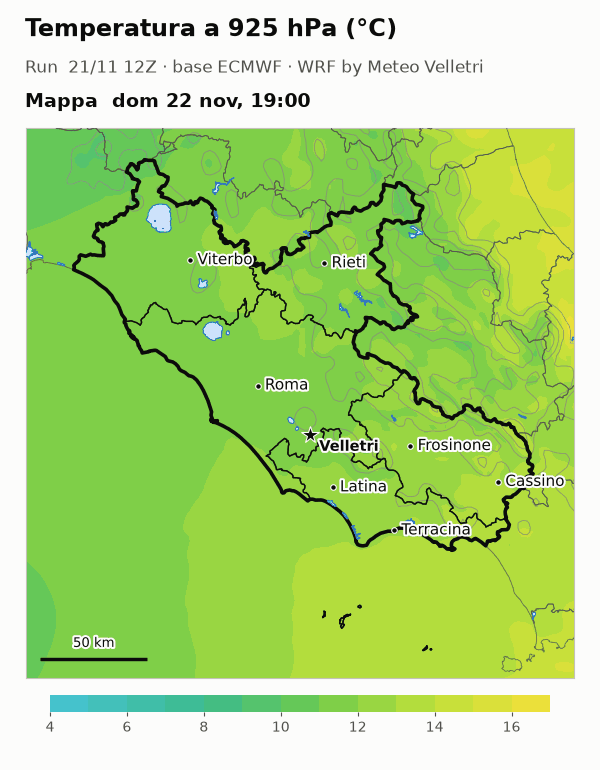 Temperatura a 925 hPa (°C)
Run  21/11 12Z · base ECMWF · WRF by Meteo Velletri
Mappa  dom 22 nov, 19:00
Viterbo
Rieti
Roma
Velletri
Frosinone
Cassino
Latina
Terracina
50 km
4 6 8 10 12 14 16